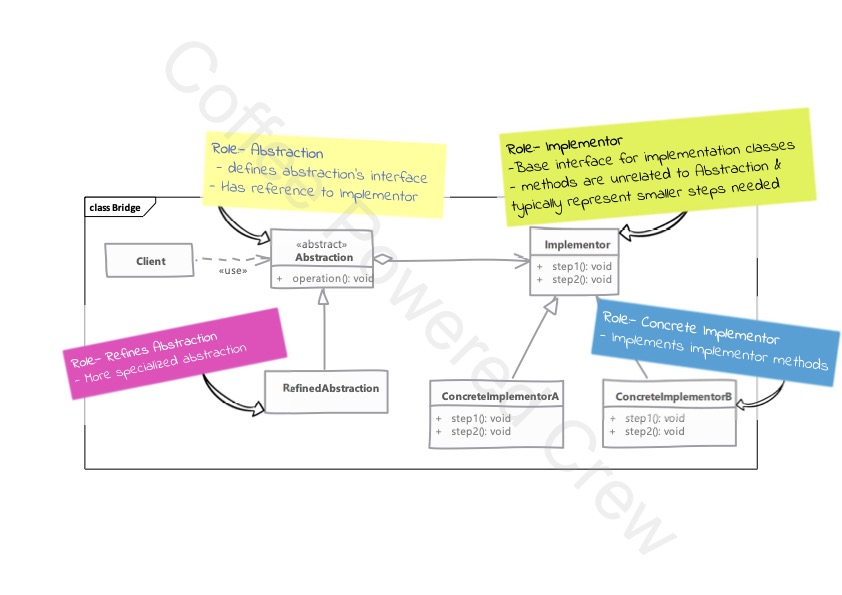 Coffee Powered Crew
Role- Abstraction
- defines abstraction's interface
- Has reference to Implementor
Role- Implementor
-Base interface for implementation classes
- methods are unrelated to Abstraction &
typically represent smaller steps needed
class Bridge
Client
«use»
«abstract»
Abstraction
+ operation(): void
Implementor
+ step1(): void
+ step2(): void
Role- Refines Abstraction
- More specialized abstraction
Role- Concrete Implementor
- Implements implementor methods
RefinedAbstraction
ConcreteImplementorA
+ step1(): void
+ step2(): void
ConcreteImplementorB
+ step1(): void
+ step2(): void